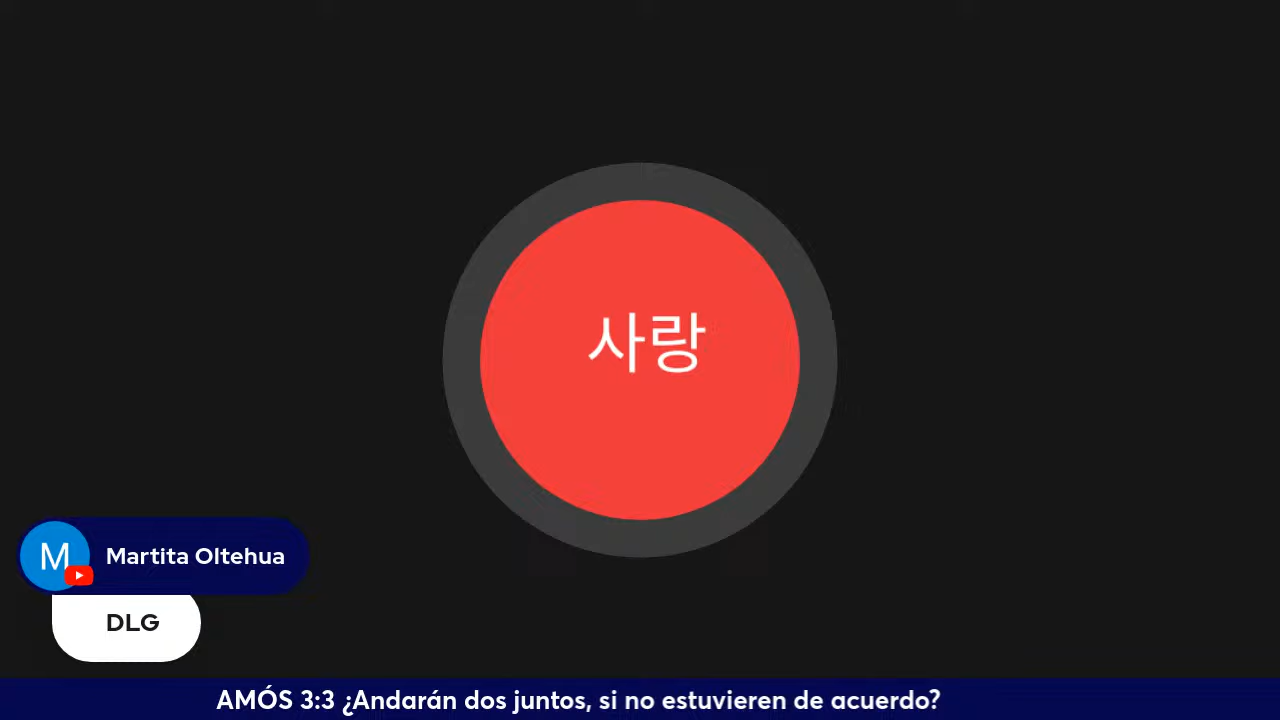 사랑
M
Martita Oltehua
DLG
AMÓS 3:3 ¿Andarán dos juntos, si no estuvieren de acuerdo?